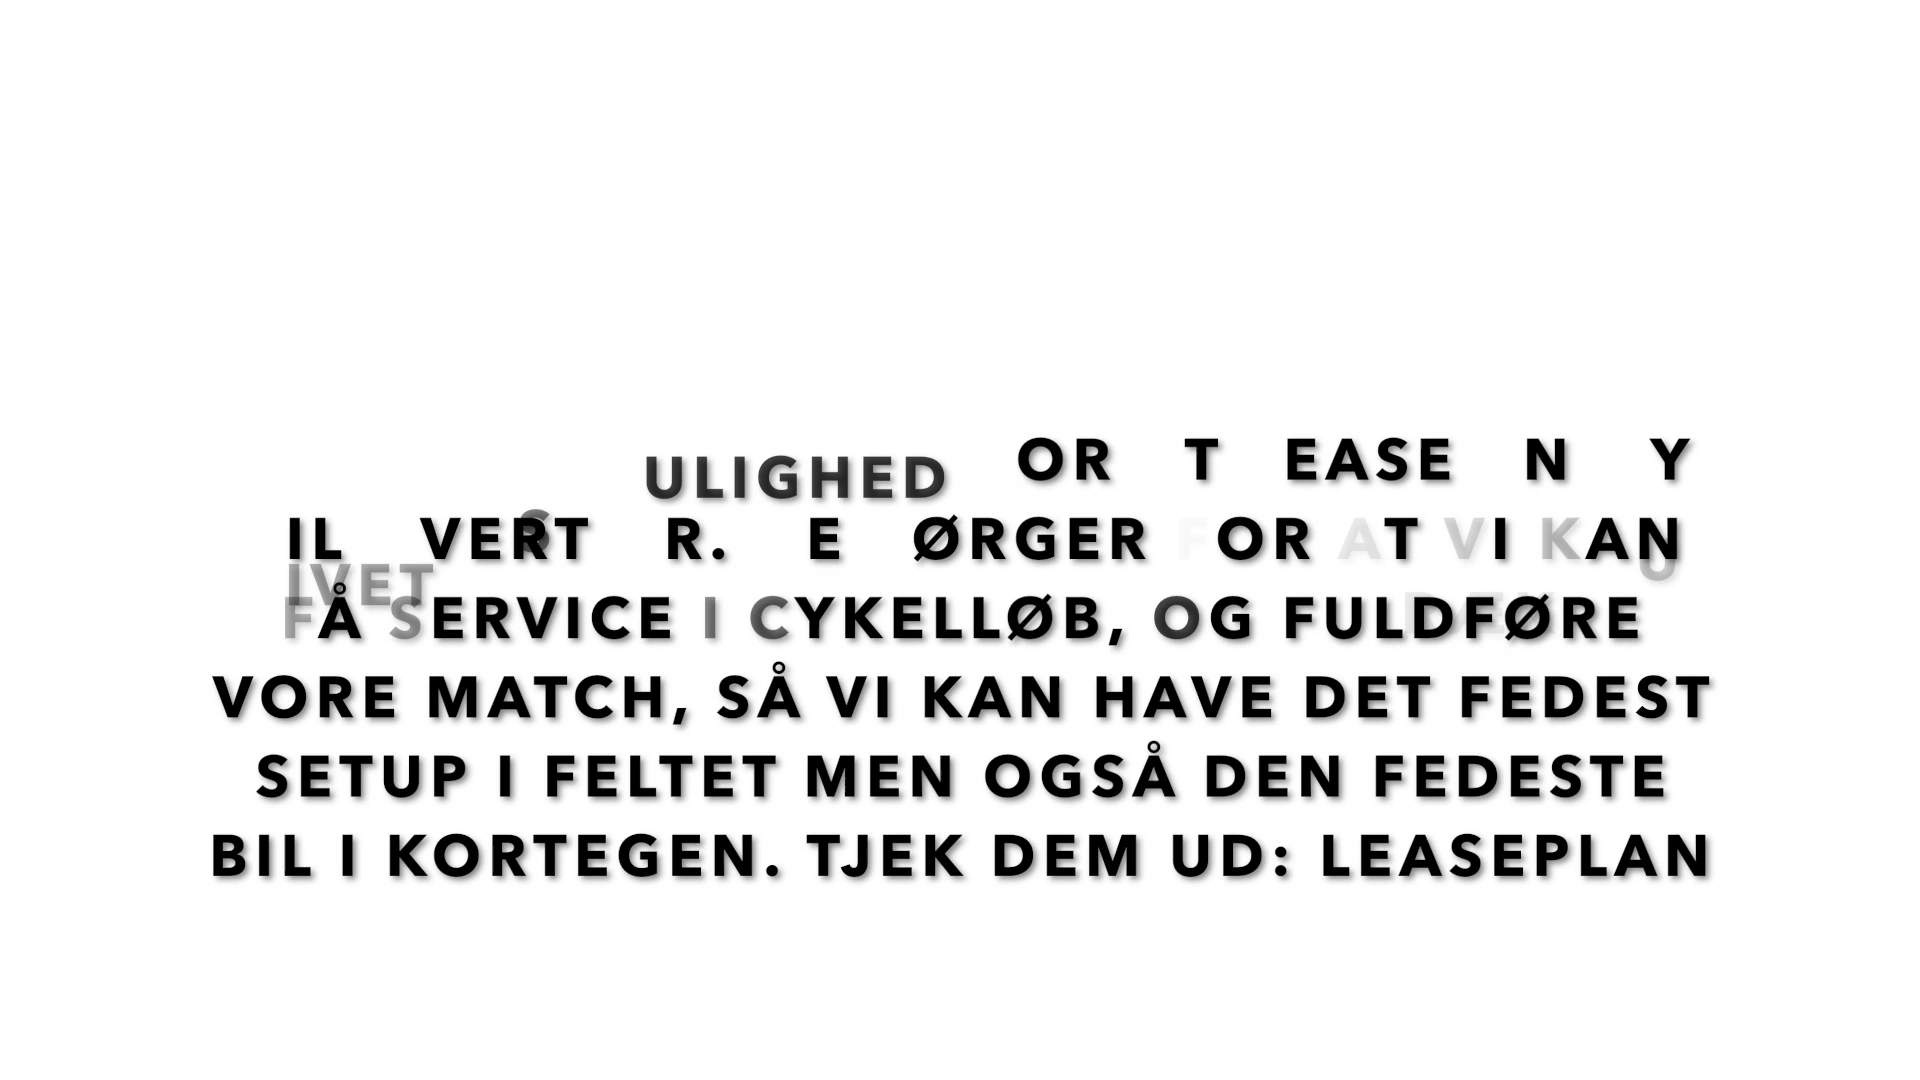 ULIGHED OR T EASE N Y
IL VERT R. E ØRGER FOR AT VI KAN
IVET
FÅ SERVICE I CYKELLØB, OG FULDFØRE
VORE MATCH, SÅ VI KAN HAVE DET FEDEST
SETUP I FELTET MEN OGSÅ DEN FEDESTE
BIL I KORTEGEN. TJEK DEM UD: LEASEPLAN